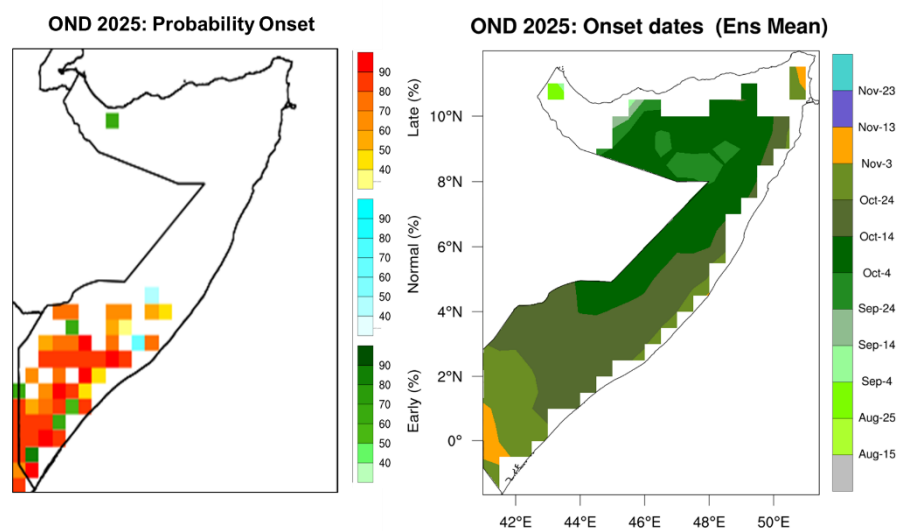 OND 2025: Probability Onset
90
80
70
60
50
40
Late (%)
90
80
70
60
50
40
Normal (%)
90
80
70
60
50
40
Early (%)
OND 2025: Onset dates (Ens Mean)
10°N
8°N
6°N
4°N
2°N
0°
42°E 44°E 46°E 48°E 50°E
Nov-23
Nov-13
Nov-3
Oct-24
Oct-14
Oct-4
Sep-24
Sep-14
Sep-4
Aug-25
Aug-15